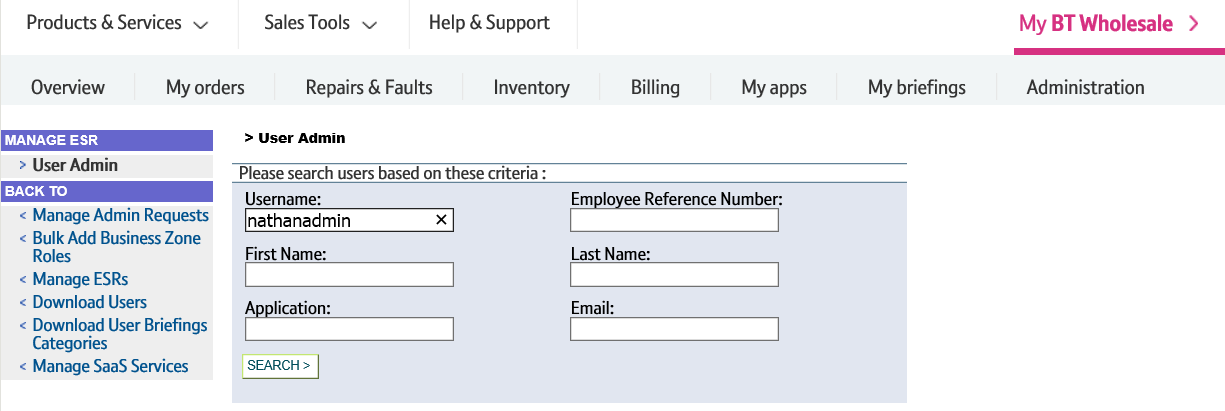 Products & Services
Sales Tools
Help & Support
My BT Wholesale >
Overview
My orders
Repairs & Faults
Inventory
Billing
My apps
My briefings
Administration
MANAGE ESR
> User Admin
BACK TO
< Manage Admin Requests
< Bulk Add Business Zone
Roles
< Manage ESRs
< Download Users
< Download User Briefings
Categories
< Manage SaaS Services
> User Admin
Please search users based on these criteria :
Username:
Employee Reference Number:
nathanadmin
First Name:
Last Name:
Application:
Email:
SEARCH >